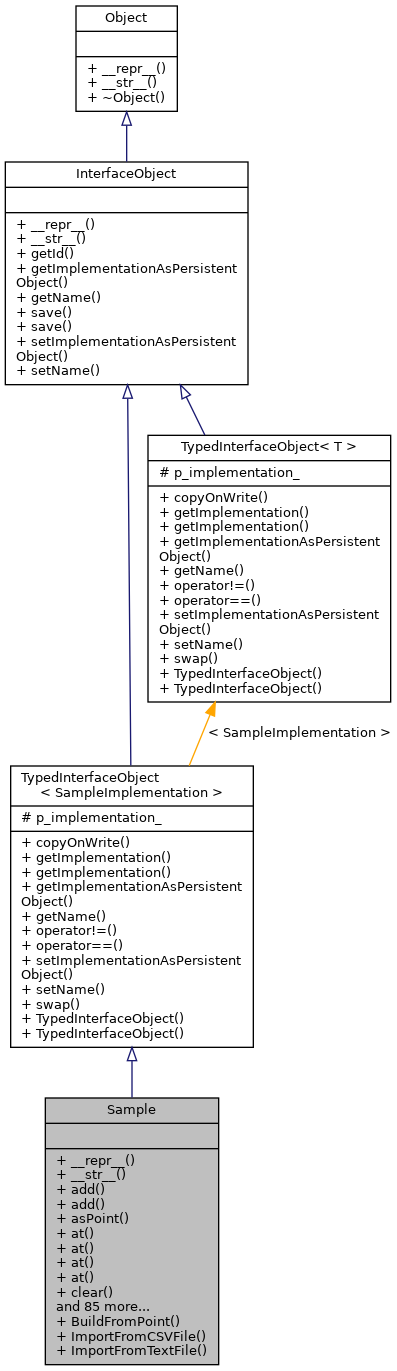 Object
+ __repr__()
+ __str__()
+ ~Object()
InterfaceObject
+ __repr__()
+ __str__()
+ getId()
+ getImplementationAsPersistent
Object()
+ getName()
+ save()
+ save()
+ setImplementationAsPersistent
Object()
+ setName()
TypedInterfaceObject< T >
# p_implementation_
+ copyOnWrite()
+ getImplementation()
+ getImplementation()
+ getImplementationAsPersistent
Object()
+ getName()
+ operator!=()
+ operator==()
+ setImplementationAsPersistent
Object()
+ setName()
+ swap()
+ TypedInterfaceObject()
+ TypedInterfaceObject()
< SampleImplementation >
TypedInterfaceObject
< SampleImplementation >
# p_implementation_
+ copyOnWrite()
+ getImplementation()
+ getImplementation()
+ getImplementationAsPersistent
Object()
+ getName()
+ operator!=()
+ operator==()
+ setImplementationAsPersistent
Object()
+ setName()
+ swap()
+ TypedInterfaceObject()
+ TypedInterfaceObject()
Sample
+ __repr__()
+ __str__()
+ add()
+ add()
+ asPoint()
+ at()
+ at()
+ at()
+ at()
+ clear()
and 85 more...
+ BuildFromPoint()
+ ImportFromCSVFile()
+ ImportFromTextFile()